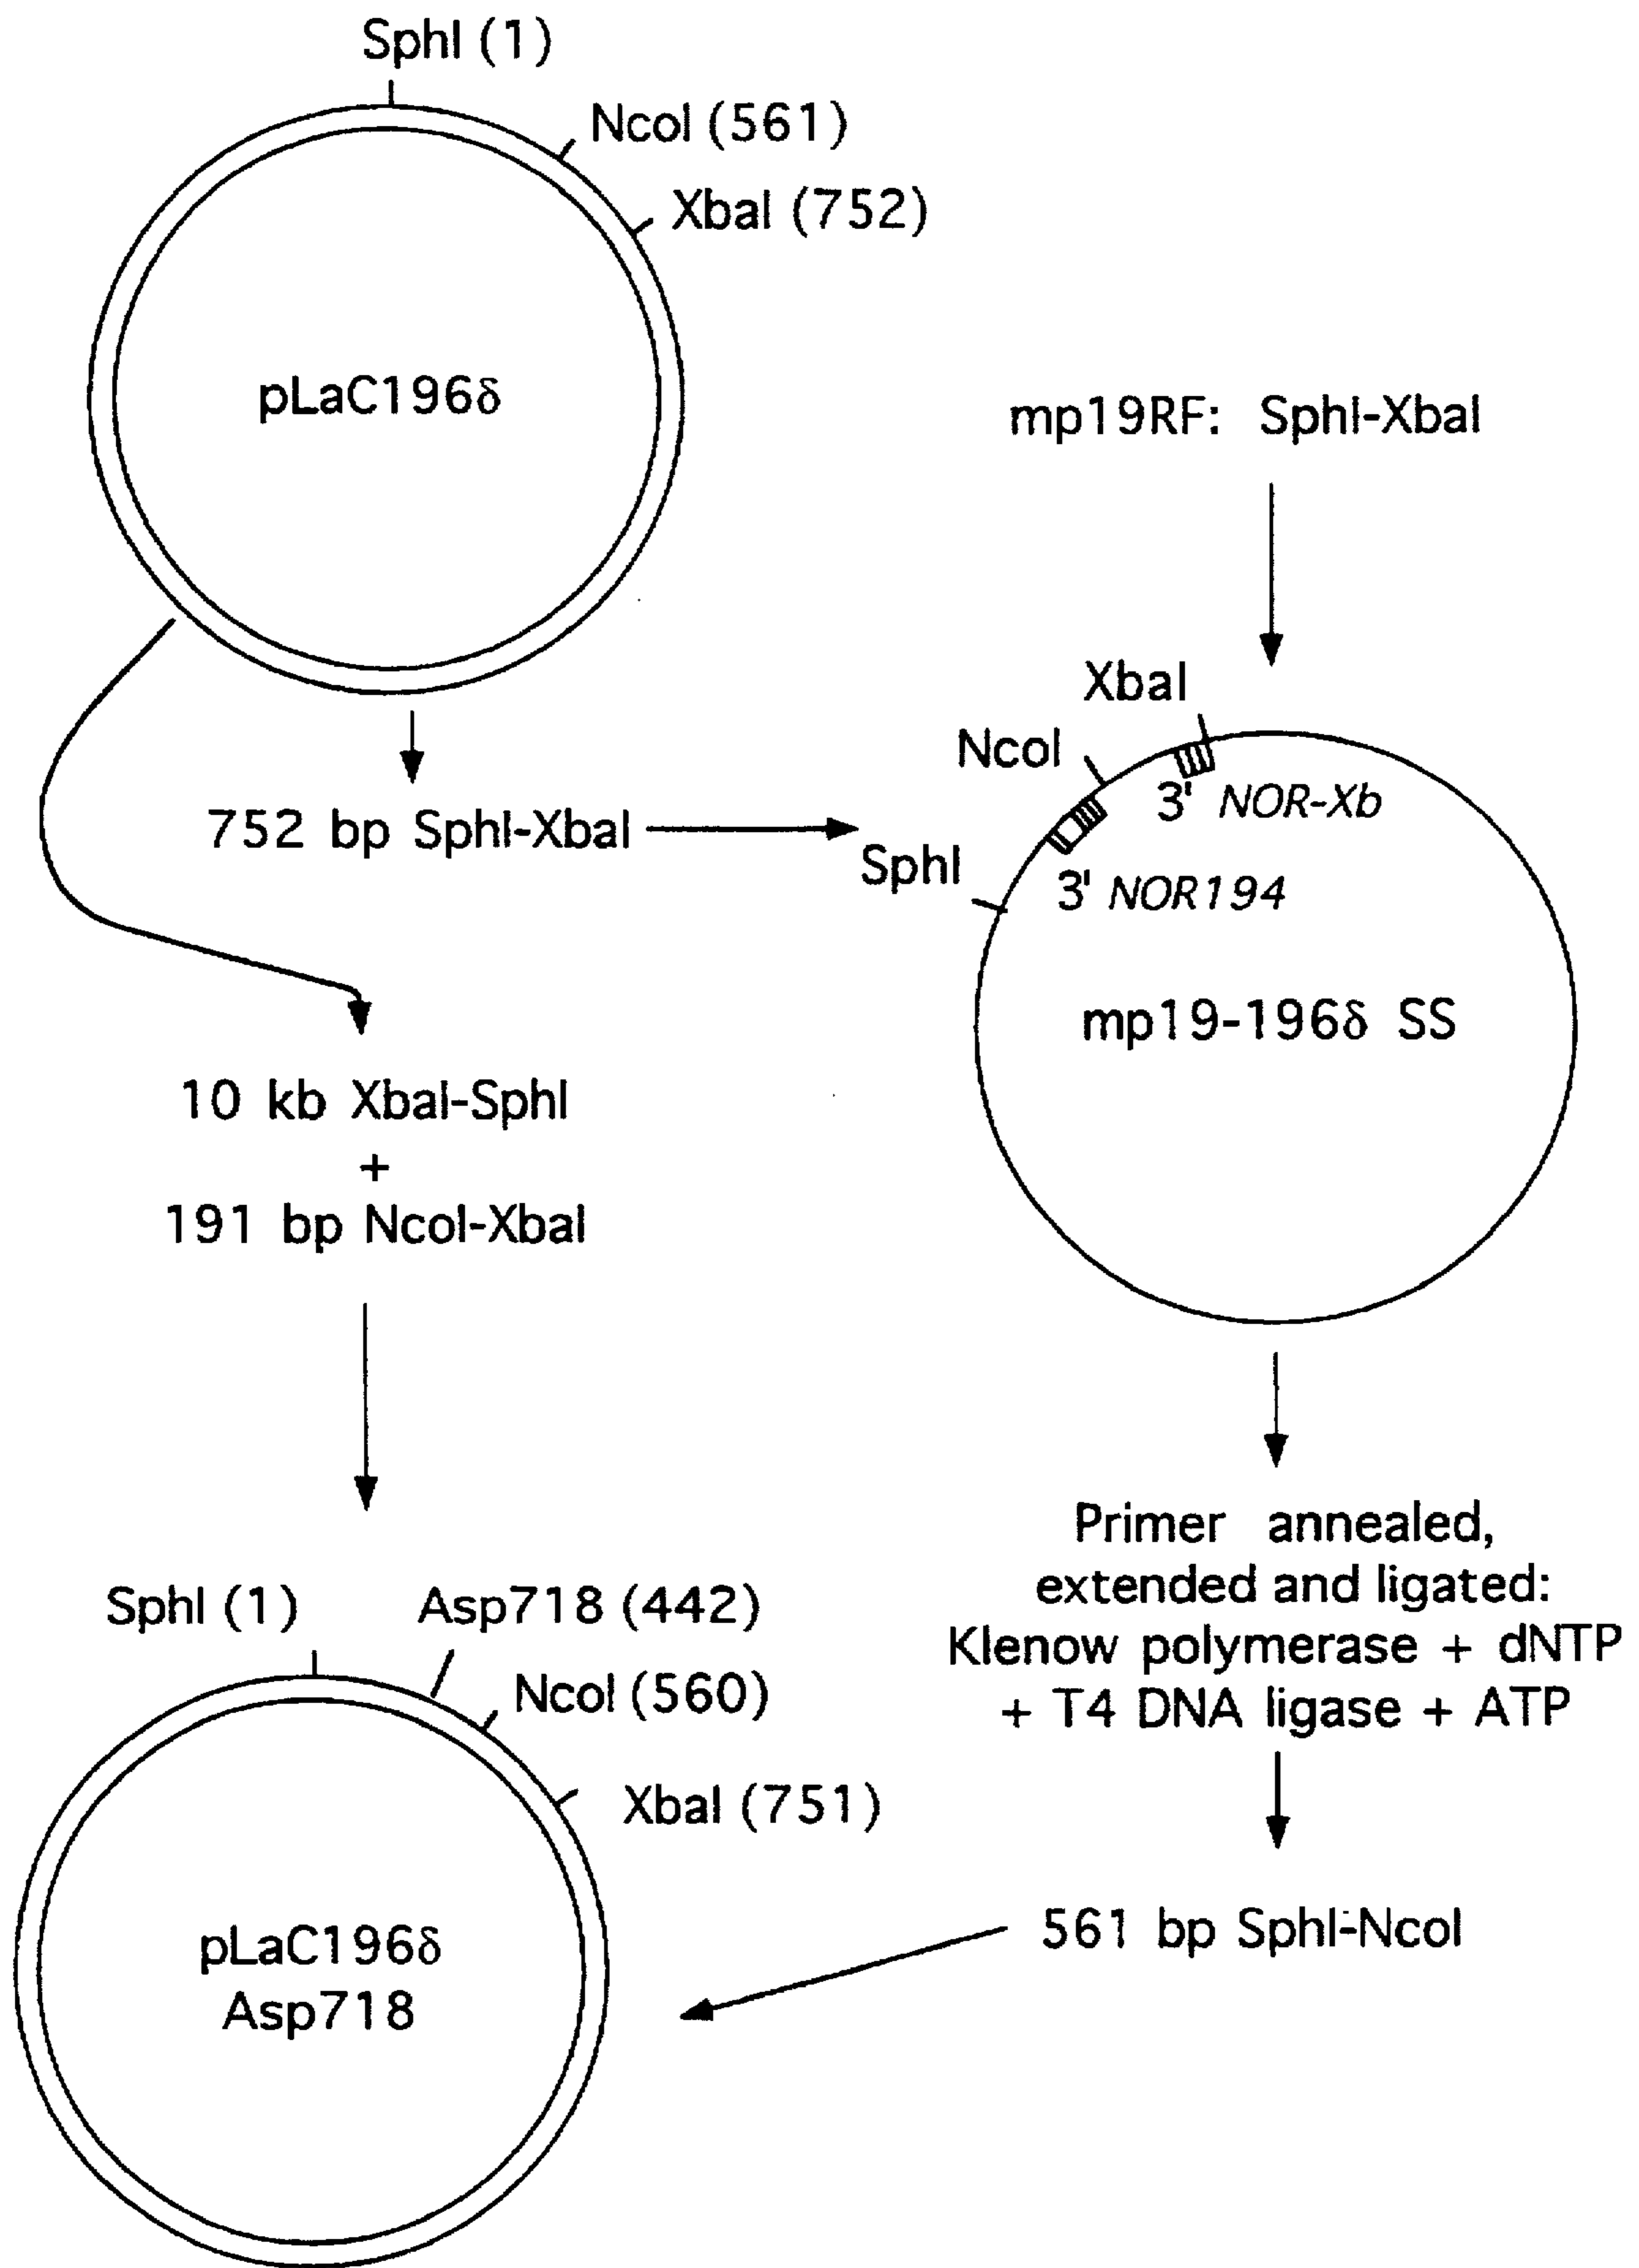 SphI (1)
NcoI (561)
XbaI (752)
pLaC196δ
mp19RF: SphI-XbaI
752 bp SphI-XbaI
XbaI
NcoI
SphI
3' NOR-Xb
3' NOR194
mp19-196δ SS
10 kb XbaI-SphI
+
191 bp NcoI-XbaI
Primer annealed,
extended and ligated:
Klenow polymerase + dNTP
+ T4 DNA ligase + ATP
561 bp SphI-NcoI
SphI (1)
Asp718 (442)
NcoI (560)
XbaI (751)
pLaC196δ
Asp718